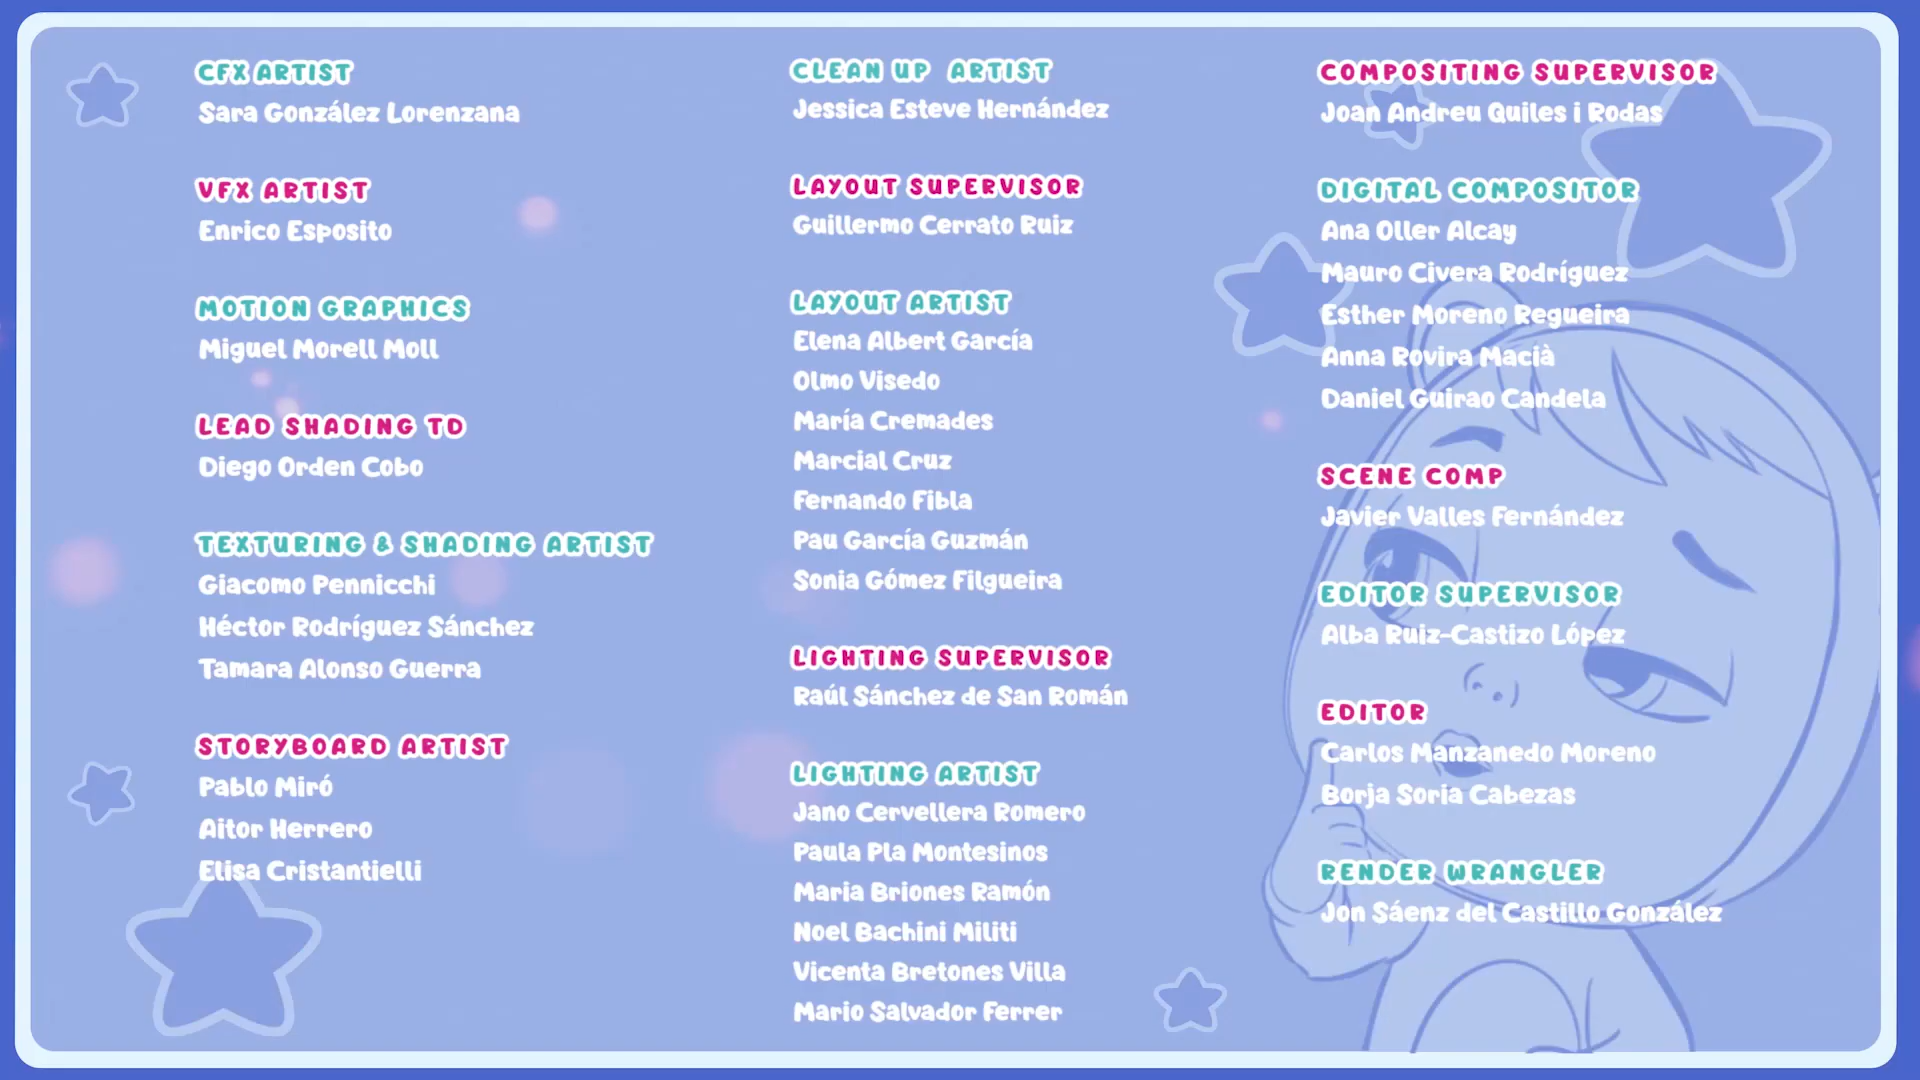 CFX ARTIST
Sara González Lorenzana
VFX ARTIST
Enrico Esposito
MOTION GRAPHICS
Miguel Morell Moll
LEAD SHADING TD
Diego Orden Cobo
TEXTURING & SHADING ARTIST
Giacomo Pennicchi
Héctor Rodríguez Sánchez
Tamara Alonso Guerra
STORYBOARD ARTIST
Pablo Miró
Aitor Herrero
Elisa Cristantielli
CLEAN UP ARTIST
Jessica Esteve Hernández
LAYOUT SUPERVISOR
Guillermo Cerrato Ruiz
LAYOUT ARTIST
Elena Albert García
Olmo Visedo
María Cremades
Marcial Cruz
Fernando Fibla
Pau García Guzmán
Sonia Gómez Filgueira
LIGHTING SUPERVISOR
Raúl Sánchez de San Román
LIGHTING ARTIST
Jano Cervellera Romero
Paula Pla Montesinos
Maria Briones Ramón
Noel Bachini Militi
Vicenta Bretones Villa
Mario Salvador Ferrer
COMPOSITING SUPERVISOR
Joan Andreu Quiles i Rodas
DIGITAL COMPOSITOR
Ana Oller Alcay
Mauro Civera Rodríguez
Esther Moreno Regueira
Anna Rovira Macià
Daniel Guirao Candela
SCENE COMP
Javier Valles Fernández
EDITOR SUPERVISOR
Alba Ruiz-Castizo López
EDITOR
Carlos Manzanedo Moreno
Borja Soria Cabezas
RENDER WRANGLER
Jon Sáenz del Castillo González